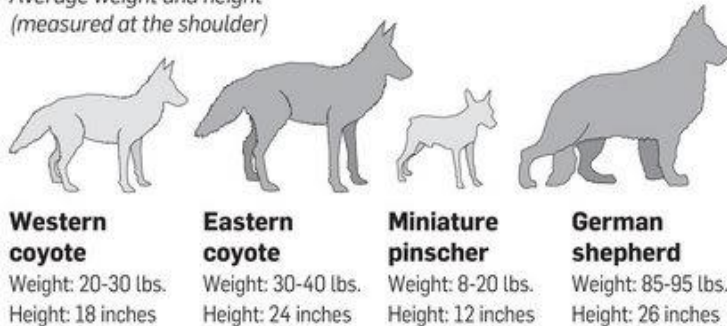 Average weight and height
(measured at the shoulder)
Western
coyote
Weight: 20-30 lbs.
Height: 18 inches
Eastern
coyote
Weight: 30-40 lbs.
Height: 24 inches
Miniature
pinscher
Weight: 8-20 lbs.
Height: 12 inches
German
shepherd
Weight: 85-95 lbs.
Height: 26 inches